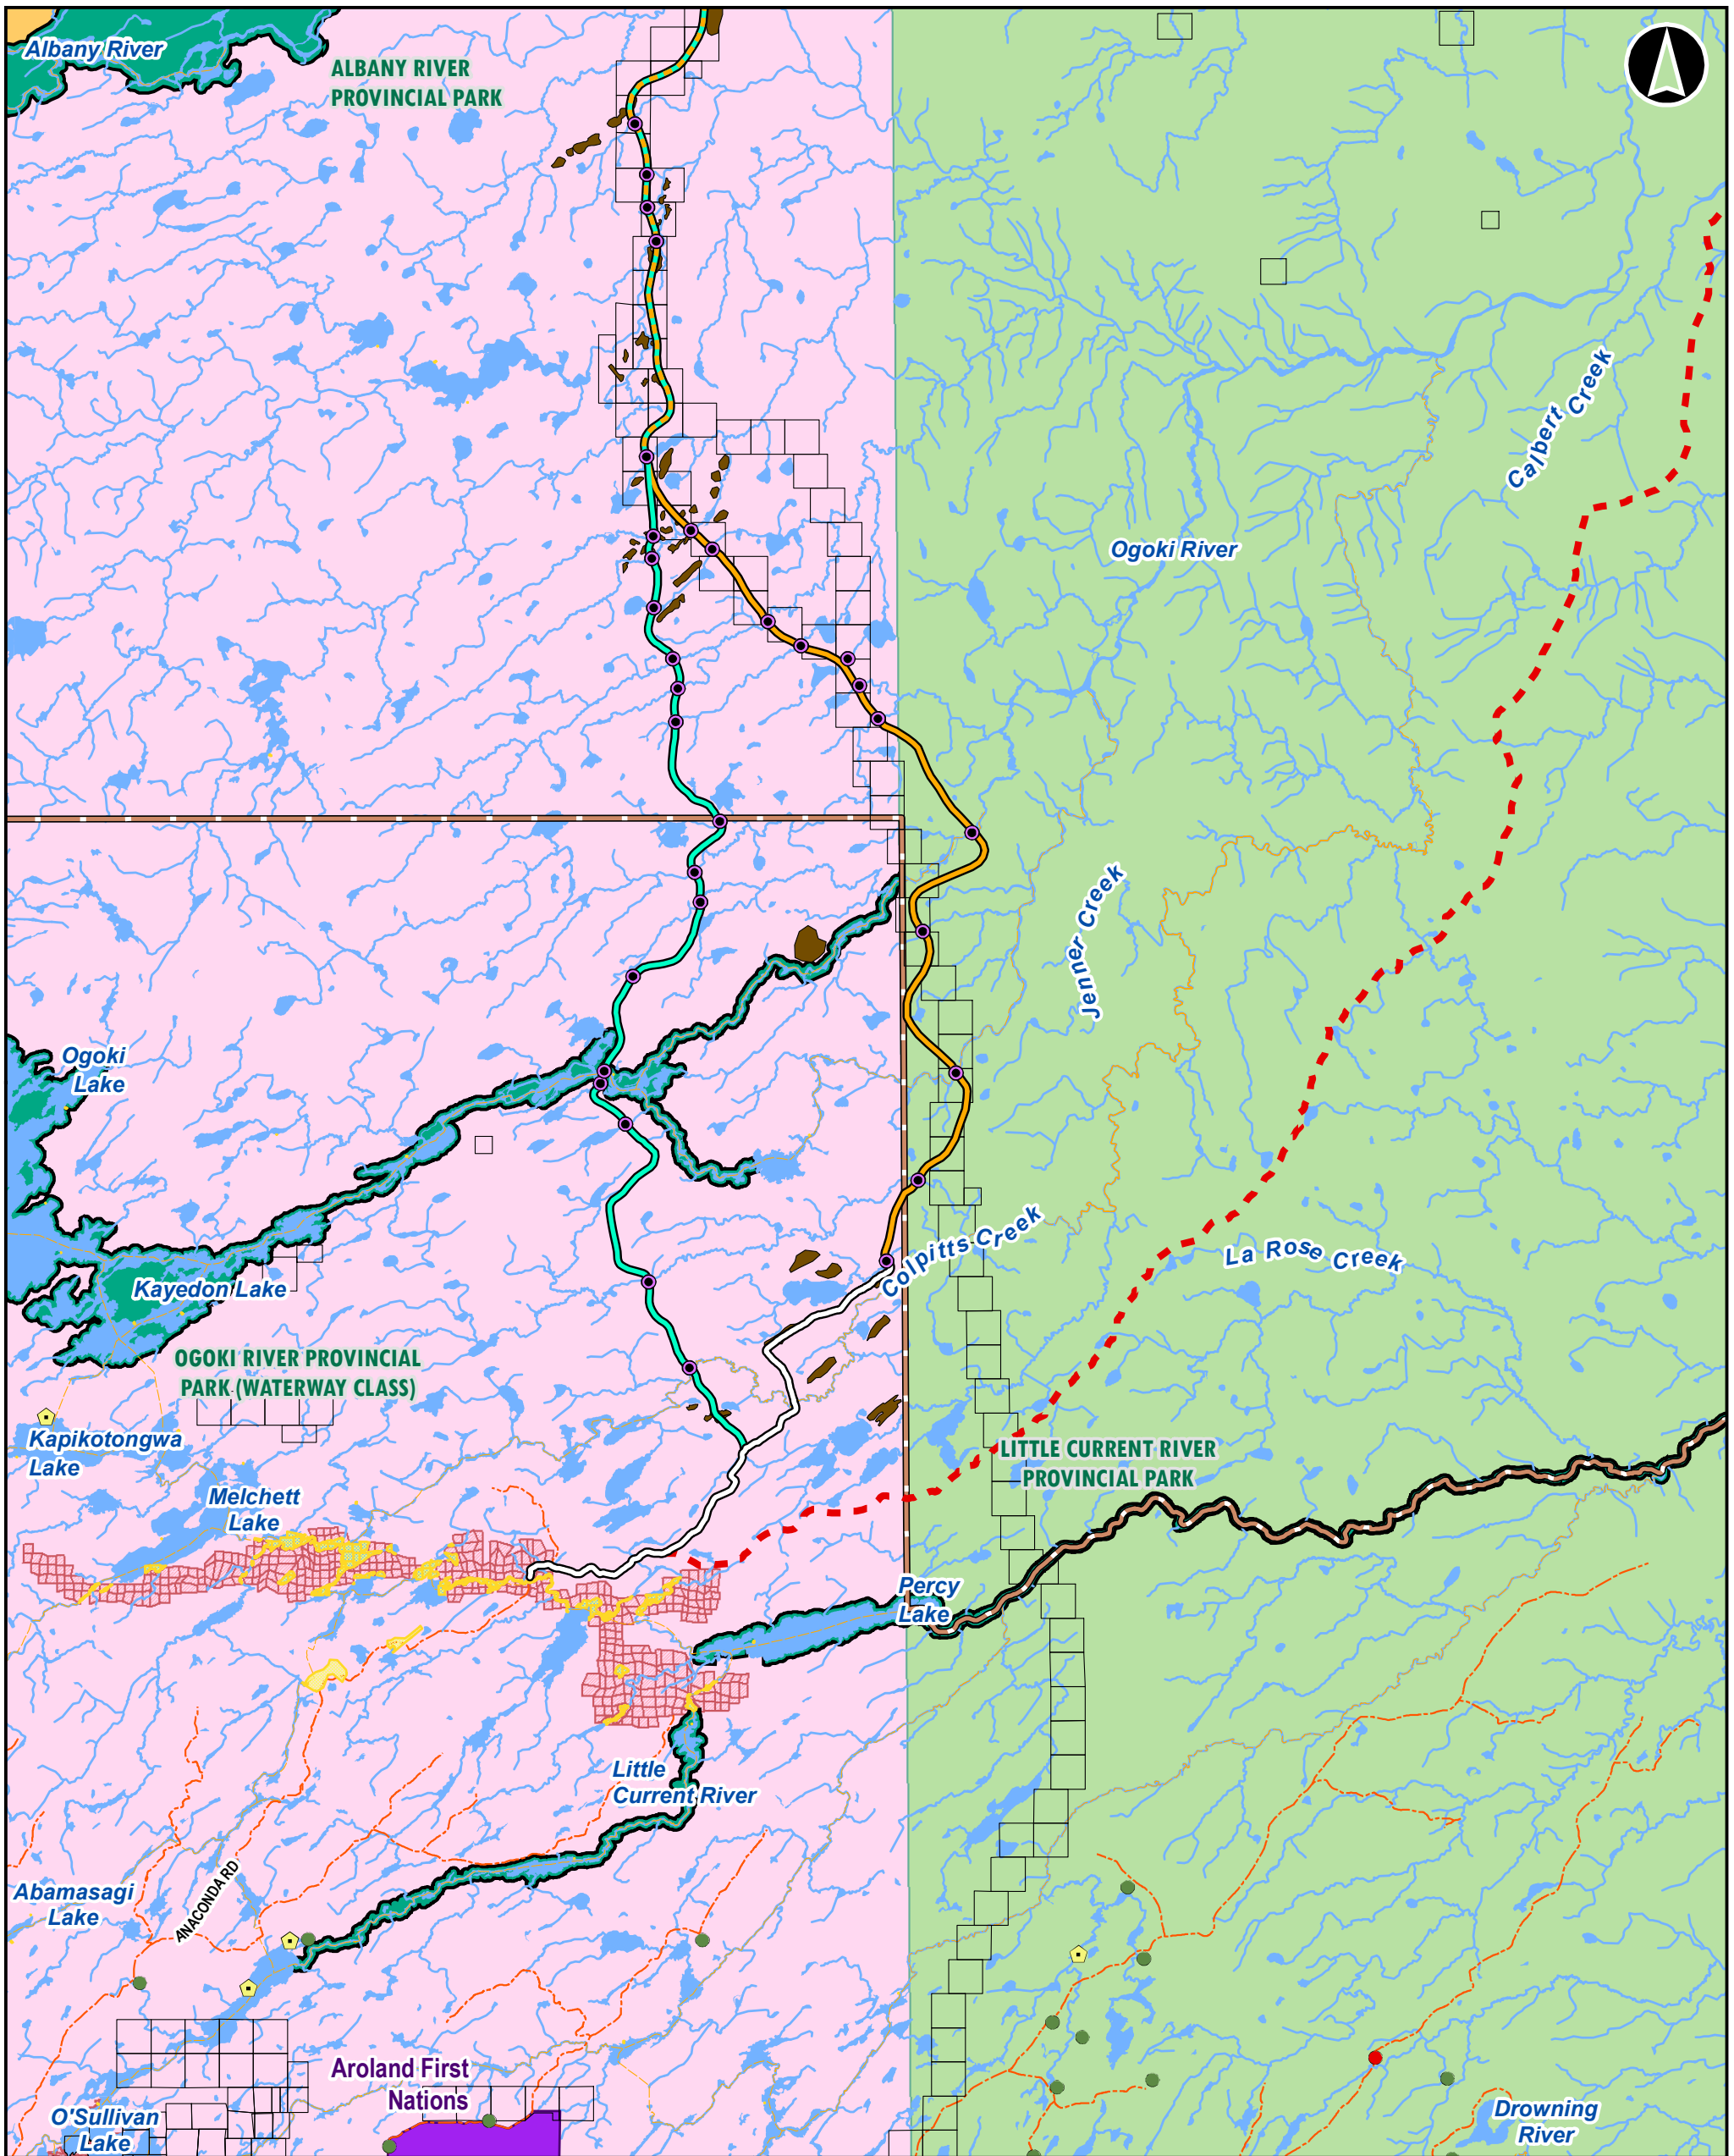 Albany River
ALBANY RIVER
PROVINCIAL PARK
Calpert Creek
Ogoki River
Jenner Creek
Ogoki
Lake
Colpitts Creek
La Rose Creek
Kayedon Lake
OGOKI RIVER PROVINCIAL
PARK (WATERWAY CLASS)
Kapikotongwa
Lake
LITTLE CURRENT RIVER
PROVINCIAL PARK
Melchett
Lake
Percy
Lake
Little
Current River
ANACONDA RD
Abamasagi
Lake
Aroland First
Nations
O'Sullivan
Lake
Drowning
River